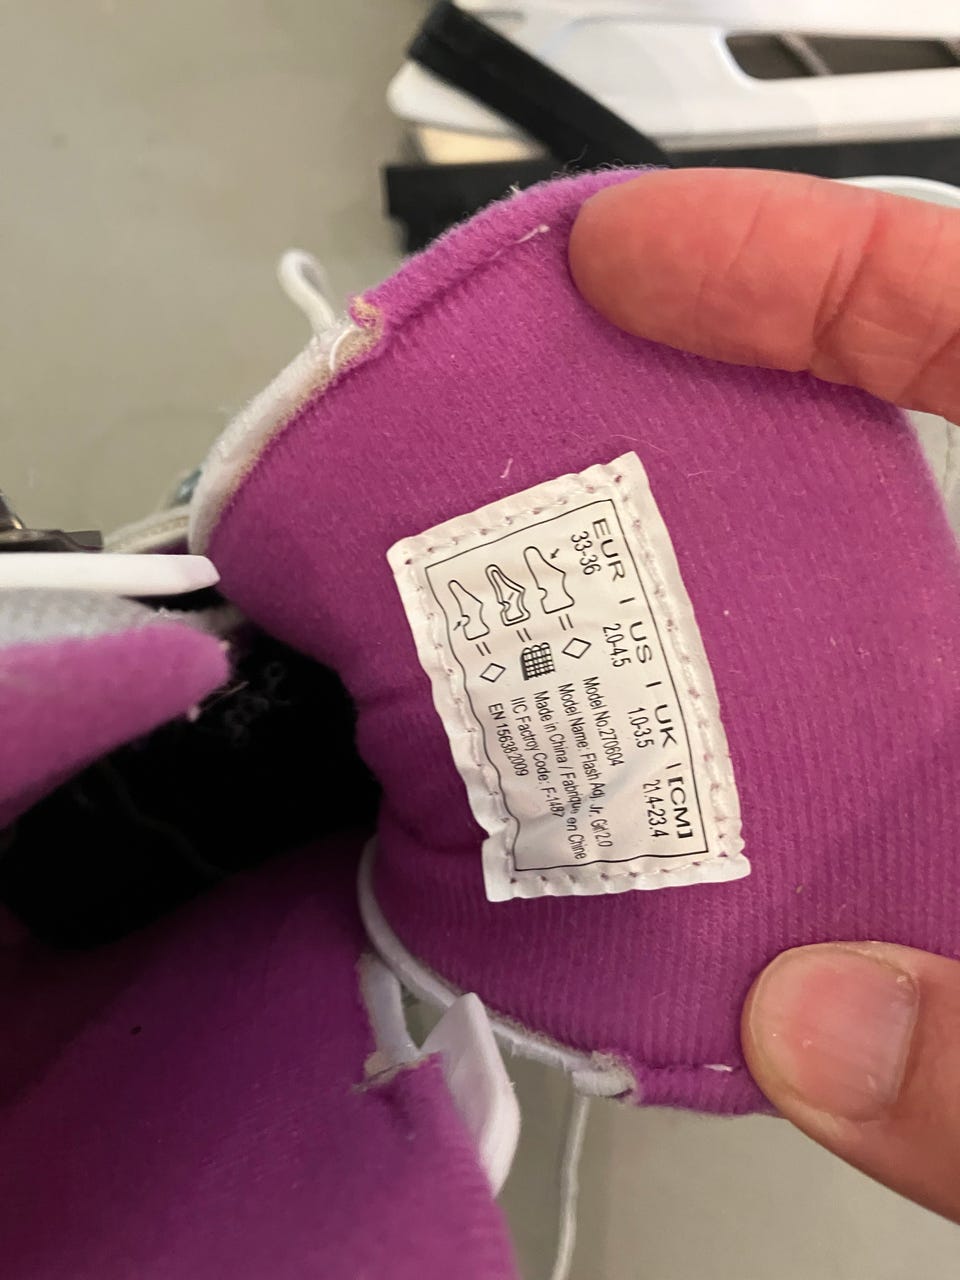 EUR | US | UK | [CM]
33-36 2.0-4.5 1.0-3.5 21.4-23.4
Model No.:270604
Model Name: Flash Adj. Jr. Girl 2.0
Made in China / Fabriqué en Chine
IIC Factroy Code: F-1487
EN 15638:2009